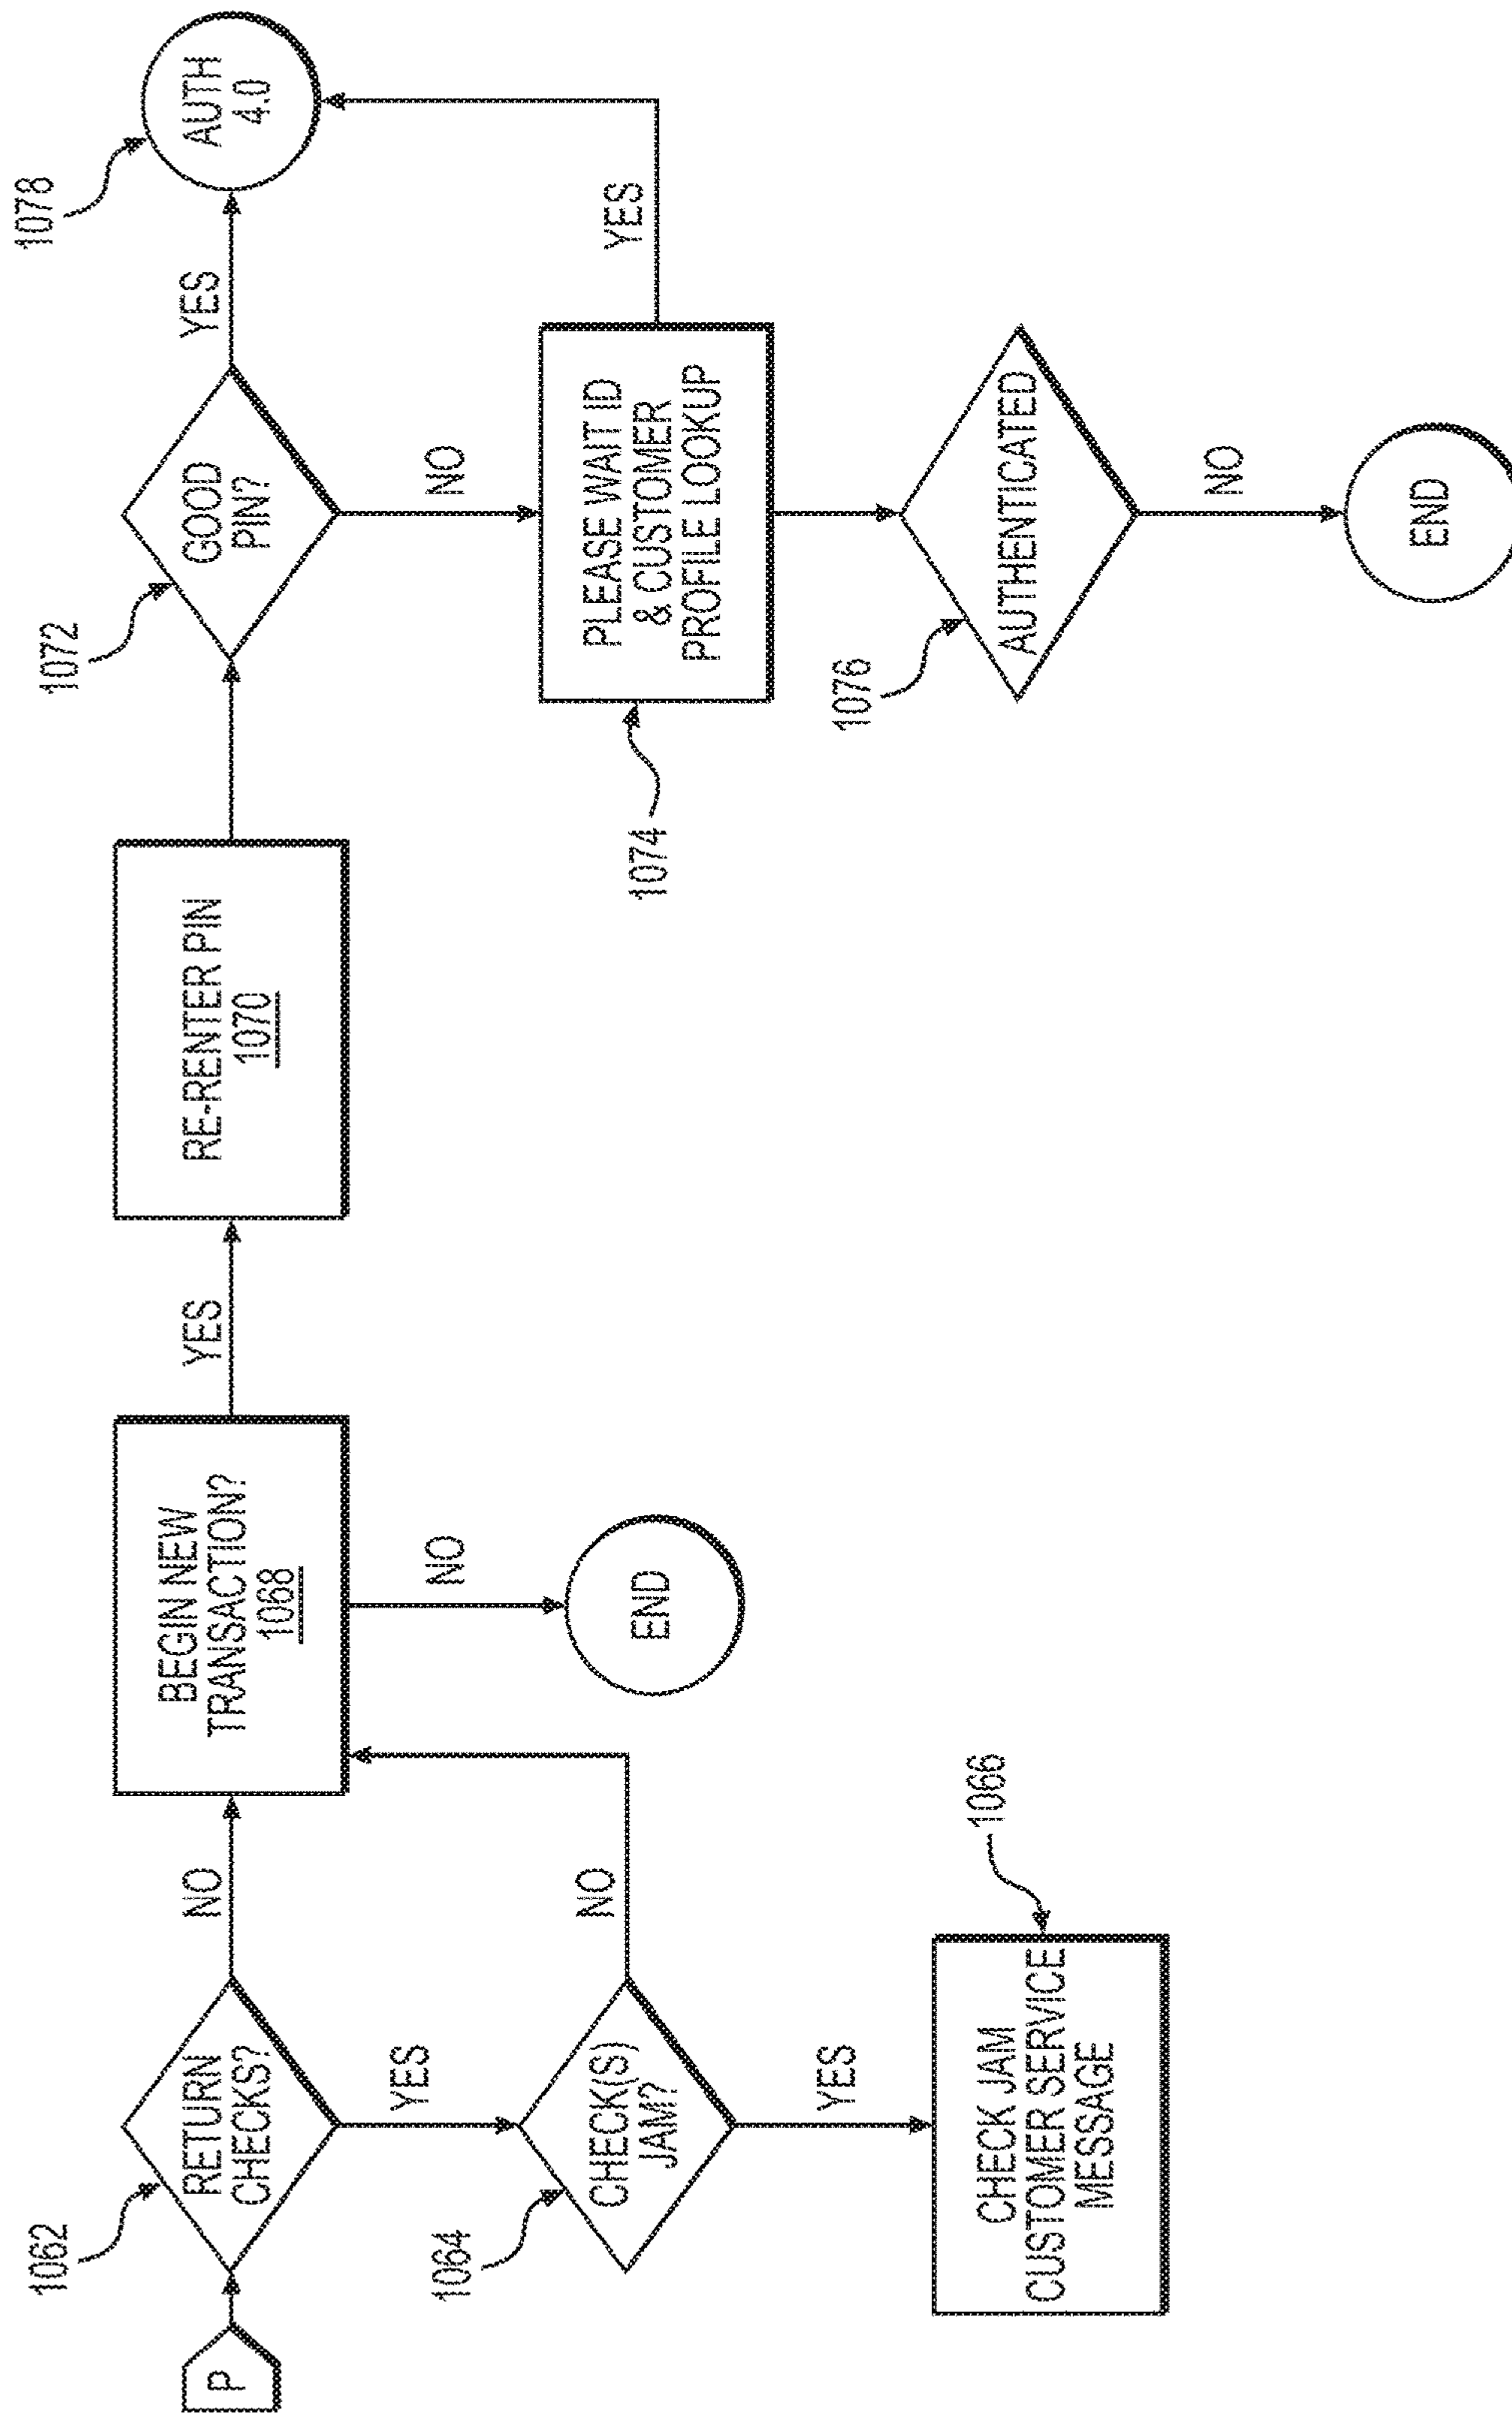 P
1062
RETURN
CHECKS?
NO
YES
1064
CHECK(S)
JAM?
NO
YES
CHECK JAM
CUSTOMER SERVICE
MESSAGE
1066
BEGIN NEW
TRANSACTION?
1068
NO
END
YES
RE-RENTER PIN
1070
1072
GOOD
PIN?
YES
NO
1074
PLEASE WAIT ID
& CUSTOMER
PROFILE LOOKUP
YES
1076
AUTHENTICATED
NO
END
1078
AUTH
4.0